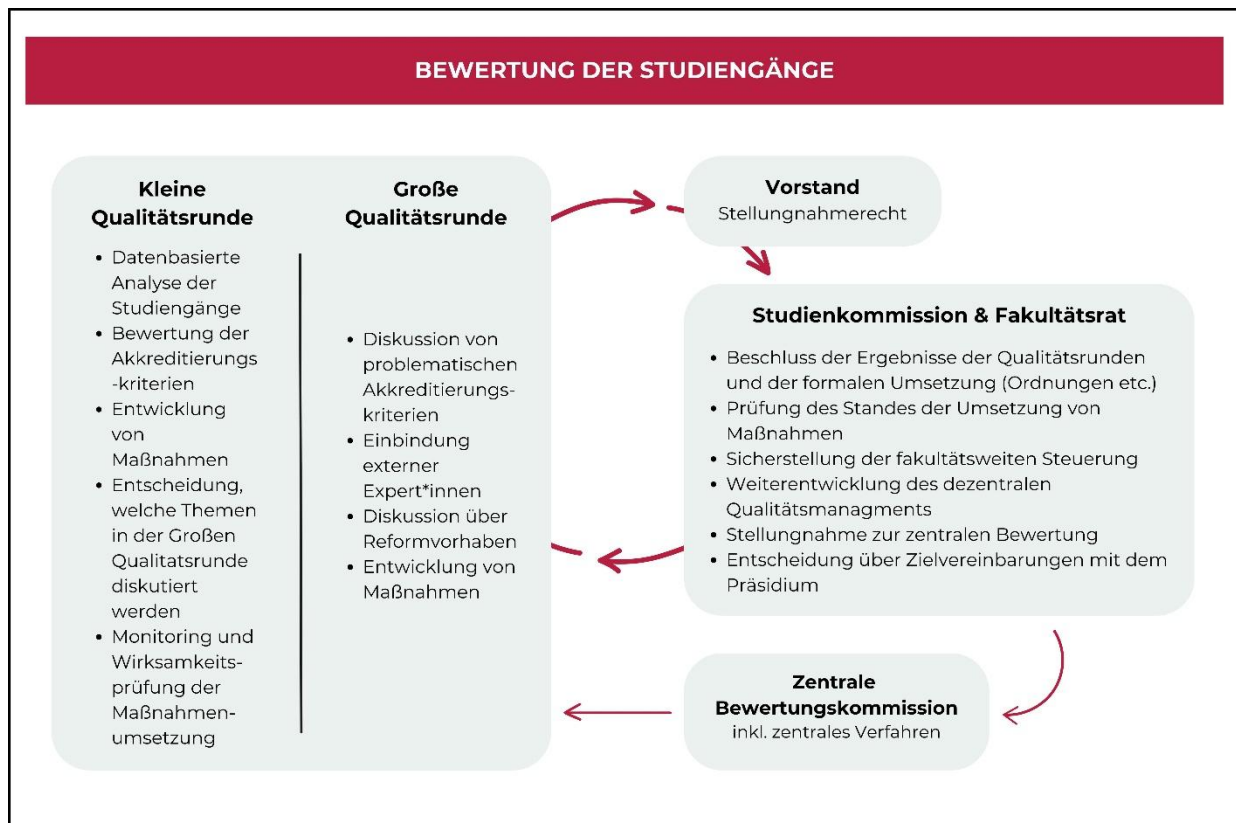 BEWERTUNG DER STUDIENGÄNGE
Kleine
Qualitätsrunde
• Datenbasierte
Analyse der
Studiengänge
• Bewertung der
Akkreditierungs
-kriterien
• Entwicklung
von
Maßnahmen
• Entscheidung,
welche Themen
in der Großen
Qualitatsrunde
diskutiert
werden
• Monitoring und
Wirksamkeits-
prüfung der
Maßnahmen-
umsetzung
Große
Qualitätsrunde
• Diskussion von
problematischen
Akkreditierungs-
kriterien
• Einbindung
externer
Expert*innen
• Diskussion über
Reformvorhaben
• Entwicklung von
Maßnahmen
Vorstand
Stellungnahmerecht
Studienkommission & Fakultätsrat
• Beschluss der Ergebnisse der Qualitätsrunden
und der formalen Umsetzung (Ordnungen etc.)
• Prüfung des Standes der Umsetzung von
Maßnahmen
• Sicherstellung der fakultätsweiten Steuerung
• Weiterentwicklung des dezentralen
Qualitätsmanagments
• Stellungnahme zur zentralen Bewertung
• Entscheidung über Zielvereinbarungen mit dem
Präsidium
Zentrale
Bewertungskommission
inkl. zentrales Verfahren